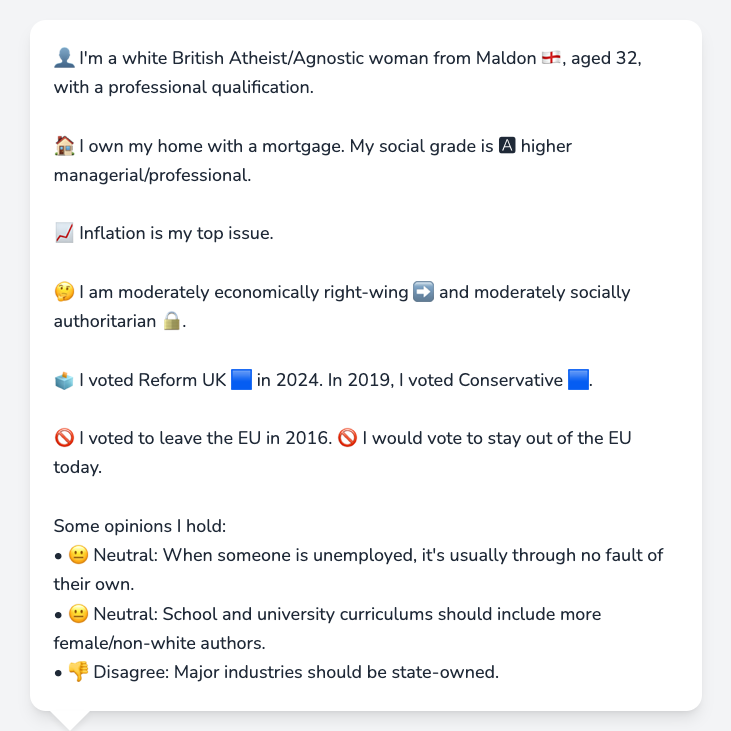 👤 I'm a white British Atheist/Agnostic woman from Maldon 🏴󠁧󠁢󠁥󠁮󠁧󠁿, aged 32,
with a professional qualification.
🏠 I own my home with a mortgage. My social grade is 🅰 higher
managerial/professional.
📈 Inflation is my top issue.
🤔 I am moderately economically right-wing ➡️ and moderately socially
authoritarian 🔒.
🗳️ I voted Reform UK 🟦 in 2024. In 2019, I voted Conservative 🟦.
🚫 I voted to leave the EU in 2016. 🚫 I would vote to stay out of the EU
today.
Some opinions I hold:
• 😐 Neutral: When someone is unemployed, it's usually through no fault of
their own.
• 😐 Neutral: School and university curriculums should include more
female/non-white authors.
• 👎 Disagree: Major industries should be state-owned.